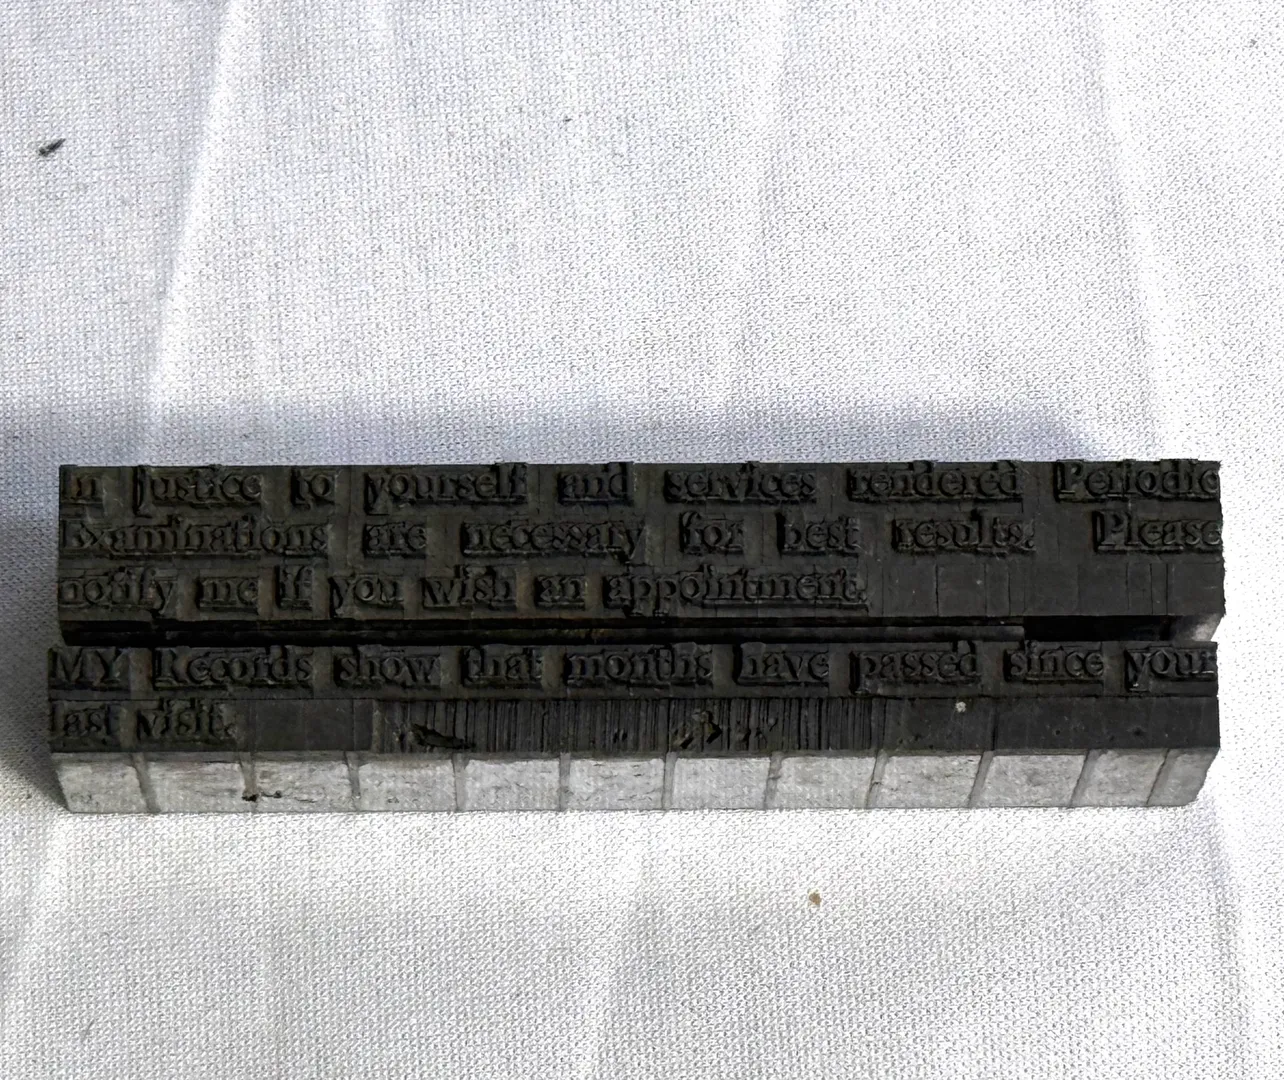 In justice to yourself and services rendered Periodic
Examinations are necessary for best results. Please
notify me if you wish an appointment.
MY Records show that months have passed since your
last visit.